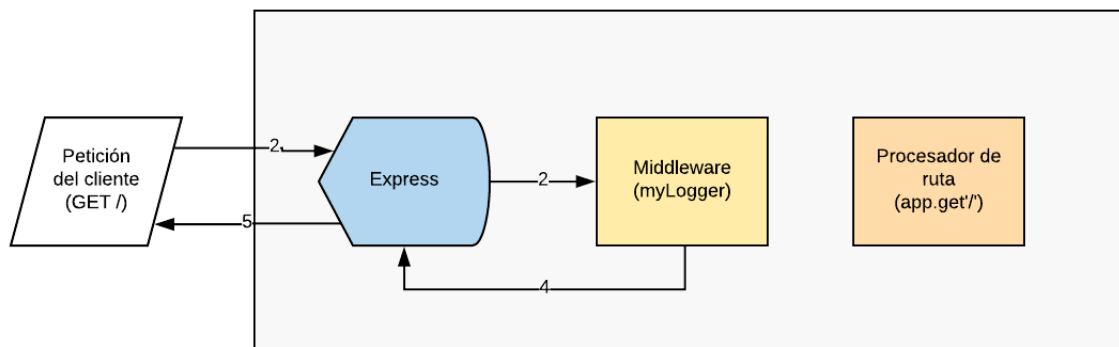 Petición
del cliente
(GET /)
2
5
Express
2
4
Middleware
(myLogger)
Procesador de
ruta
(app.get'/')